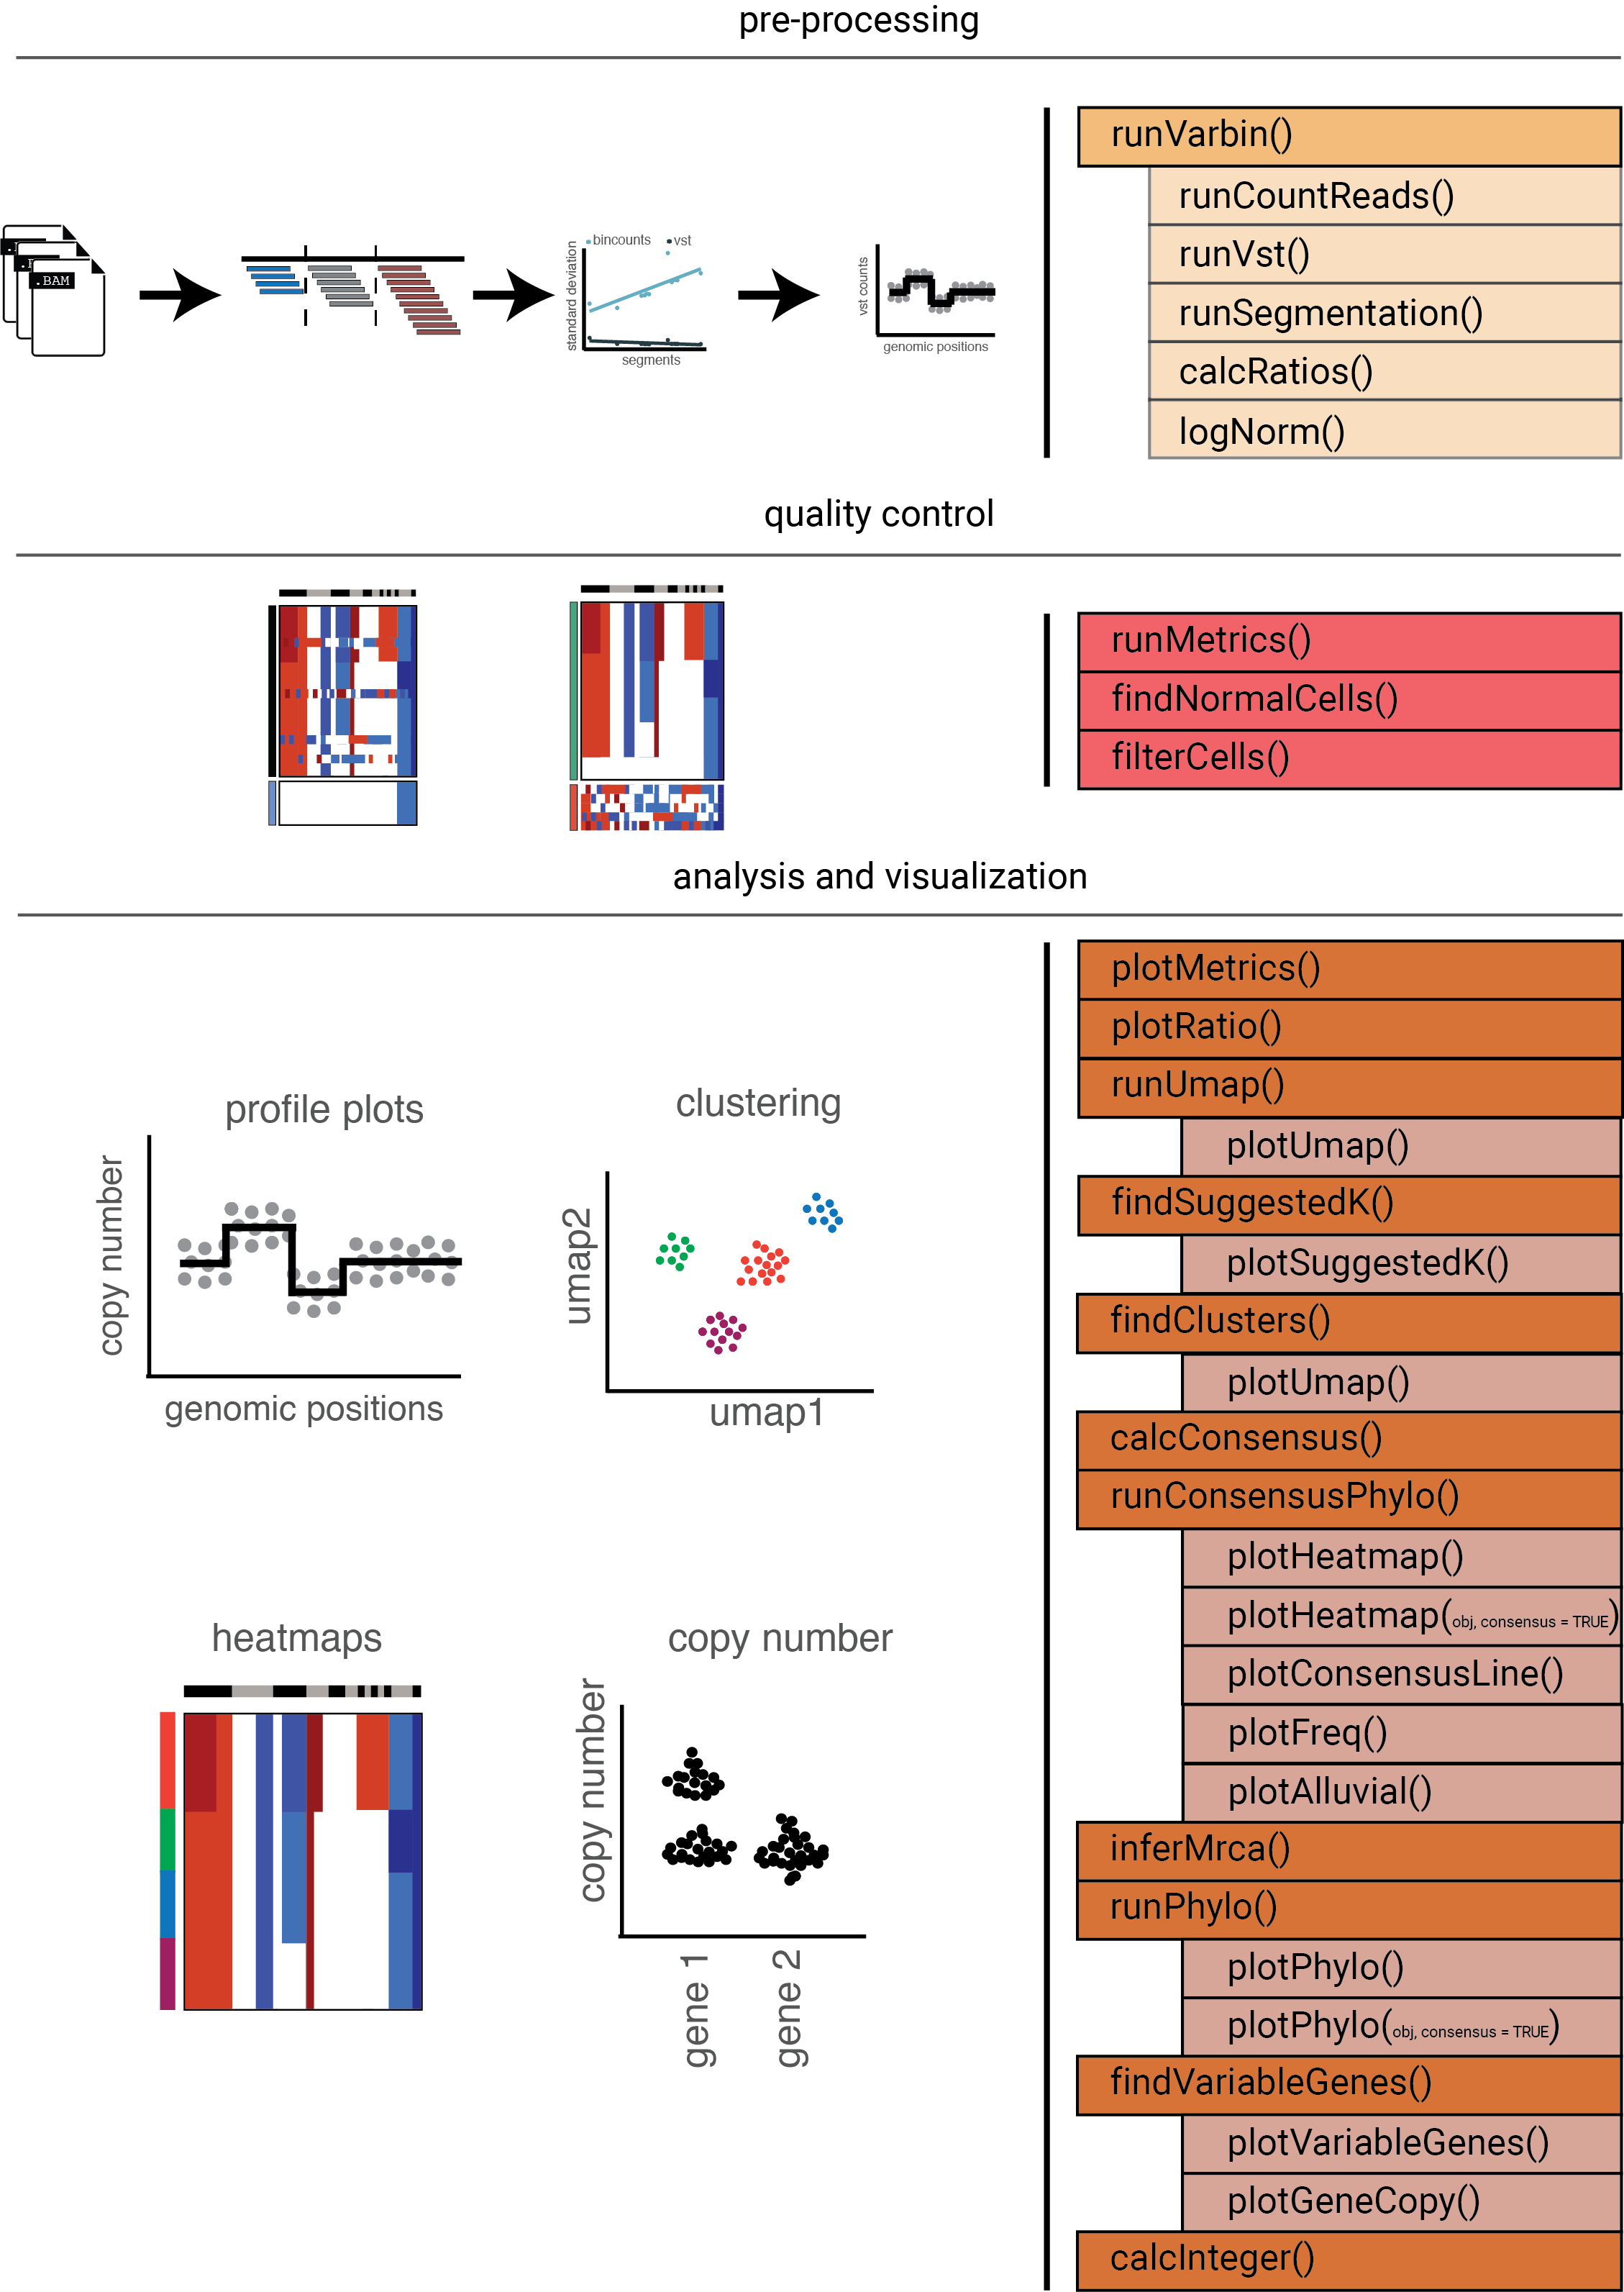 pre-processing
runVarbin()
runCountReads()
runVst()
runSegmentation()
calcRatios()
logNorm()
.BAM
bincounts
vst
standard deviation
segments
vst counts
genomic positions
quality control
runMetrics()
findNormalCells()
filterCells()
analysis and visualization
profile plots
copy number
genomic positions
clustering
umap2
umap1
heatmaps
copy number
copy number
gene 1
gene 2
plotMetrics()
plotRatio()
runUmap()
plotUmap()
findSuggestedK()
plotSuggestedK()
findClusters()
plotUmap()
calcConsensus()
runConsensusPhylo()
plotHeatmap()
plotHeatmap(obj, consensus = TRUE)
plotConsensusLine()
plotFreq()
plotAlluvial()
inferMrca()
runPhylo()
plotPhylo()
plotPhylo(obj, consensus = TRUE)
findVariableGenes()
plotVariableGenes()
plotGeneCopy()
calcInteger()